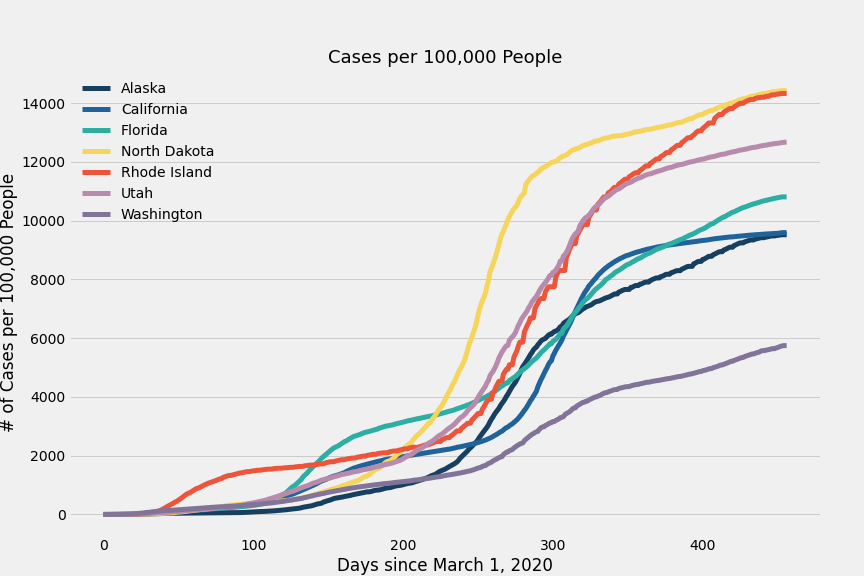 Cases per 100,000 People
Alaska
California
Florida
North Dakota
Rhode Island
Utah
Washington
# of Cases per 100,000 People
14000
12000
10000
8000
6000
4000
2000
0
0 100 200 300 400
Days since March 1, 2020